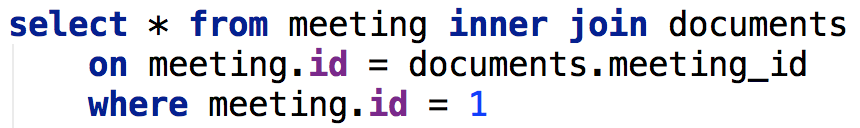 select * from meeting inner join documents
on meeting.id = documents.meeting_id
where meeting.id = 1